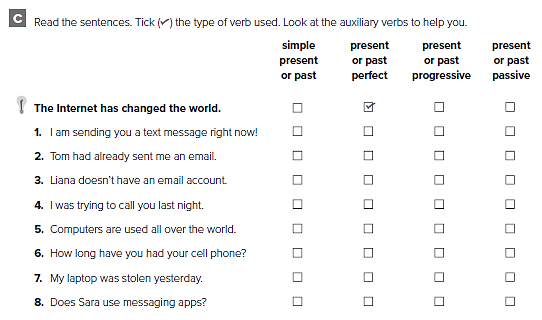 C Read the sentences. Tick (✓) the type of verb used. Look at the auxiliary verbs to help you.
simple present or past
present or past perfect
present or past progressive
present or past passive
The Internet has changed the world. ☐ ☑ ☐ ☐
1. I am sending you a text message right now! ☐ ☐ ☐ ☐
2. Tom had already sent me an email. ☐ ☐ ☐ ☐
3. Liana doesn't have an email account. ☐ ☐ ☐ ☐
4. I was trying to call you last night. ☐ ☐ ☐ ☐
5. Computers are used all over the world. ☐ ☐ ☐ ☐
6. How long have you had your cell phone? ☐ ☐ ☐ ☐
7. My laptop was stolen yesterday. ☐ ☐ ☐ ☐
8. Does Sara use messaging apps? ☐ ☐ ☐ ☐